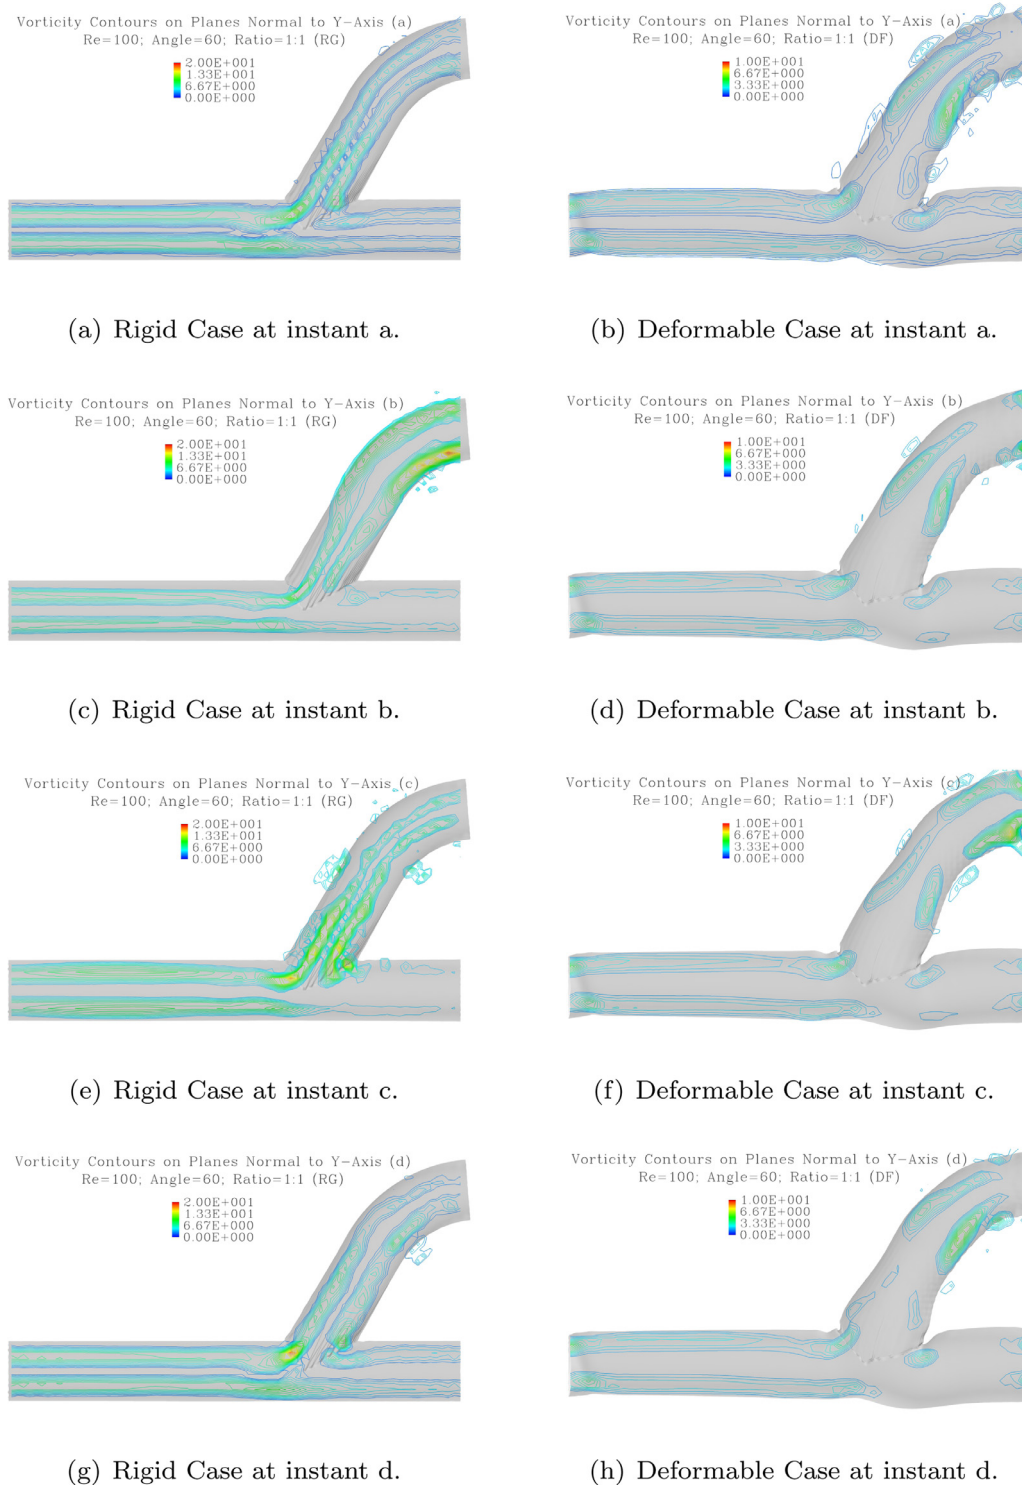 Vorticity Contours on Planes Normal to Y-Axis (a)
Re=100; Angle=60; Ratio=1:1 (RG)
2.00E+001
1.33E+001
6.67E+000
0.00E+000
(a) Rigid Case at instant a.
Vorticity Contours on Planes Normal to Y-Axis (a)
Re=100; Angle=60; Ratio=1:1 (DF)
1.00E+001
6.67E+000
3.33E+000
0.00E+000
(b) Deformable Case at instant a.
Vorticity Contours on Planes Normal to Y-Axis (b)
Re=100; Angle=60; Ratio=1:1 (RG)
2.00E+001
1.33E+001
6.67E+000
0.00E+000
(c) Rigid Case at instant b.
Vorticity Contours on Planes Normal to Y-Axis (b)
Re=100; Angle=60; Ratio=1:1 (DF)
1.00E+001
6.67E+000
3.33E+000
0.00E+000
(d) Deformable Case at instant b.
Vorticity Contours on Planes Normal to Y-Axis (c)
Re=100; Angle=60; Ratio=1:1 (RG)
2.00E+001
1.33E+001
6.67E+000
0.00E+000
(e) Rigid Case at instant c.
Vorticity Contours on Planes Normal to Y-Axis (c)
Re=100; Angle=60; Ratio=1:1 (DF)
1.00E+001
6.67E+000
3.33E+000
0.00E+000
(f) Deformable Case at instant c.
Vorticity Contours on Planes Normal to Y-Axis (d)
Re=100; Angle=60; Ratio=1:1 (RG)
2.00E+001
1.33E+001
6.67E+000
0.00E+000
(g) Rigid Case at instant d.
Vorticity Contours on Planes Normal to Y-Axis (d)
Re=100; Angle=60; Ratio=1:1 (DF)
1.00E+001
6.67E+000
3.33E+000
0.00E+000
(h) Deformable Case at instant d.